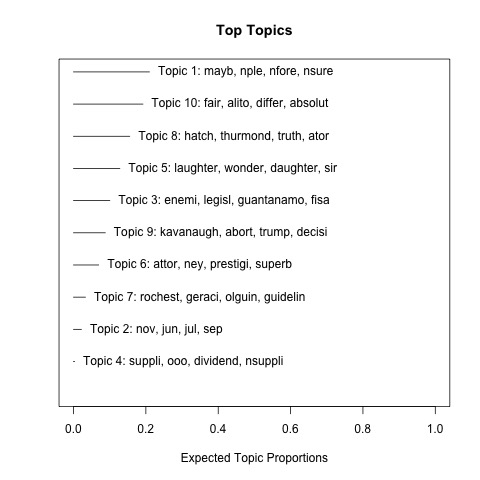 Top Topics
Topic 1: mayb, nple, nfore, nsure
Topic 10: fair, alito, differ, absolut
Topic 8: hatch, thurmond, truth, ator
Topic 5: laughter, wonder, daughter, sir
Topic 3: enemi, legisl, guantanamo, fisa
Topic 9: kavanaugh, abort, trump, decisi
Topic 6: attor, ney, prestigi, superb
Topic 7: rochest, geraci, olguin, guidelin
Topic 2: nov, jun, jul, sep
Topic 4: suppli, ooo, dividend, nsuppli
0.0 0.2 0.4 0.6 0.8 1.0
Expected Topic Proportions